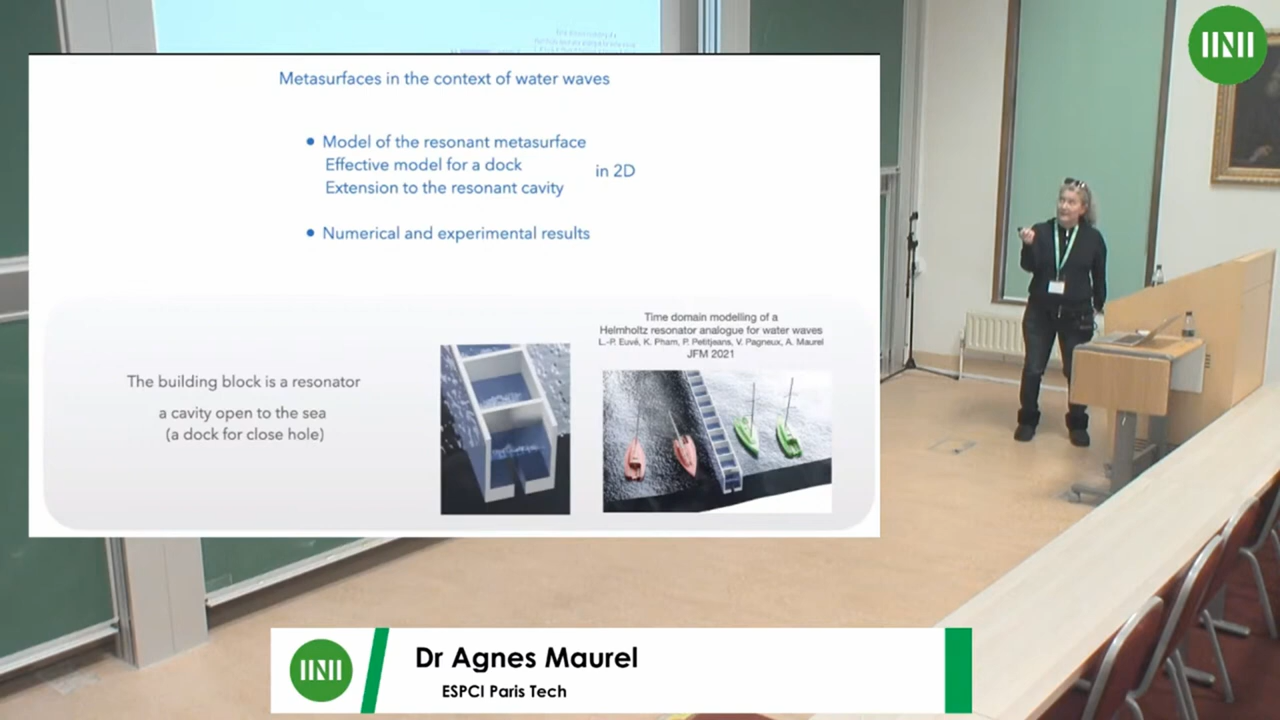 Metasurfaces in the context of water waves
• Model of the resonant metasurface
Effective model for a dock
Extension to the resonant cavity
in 2D
• Numerical and experimental results
Time domain modelling of a
Helmholtz resonator analogue for water waves
L.-P. Euvé, K. Pham, P. Petitjeans, V. Pagneux, A. Maurel
JFM 2021
The building block is a resonator
a cavity open to the sea
(a dock for close hole)
Dr Agnes Maurel
ESPCI Paris Tech